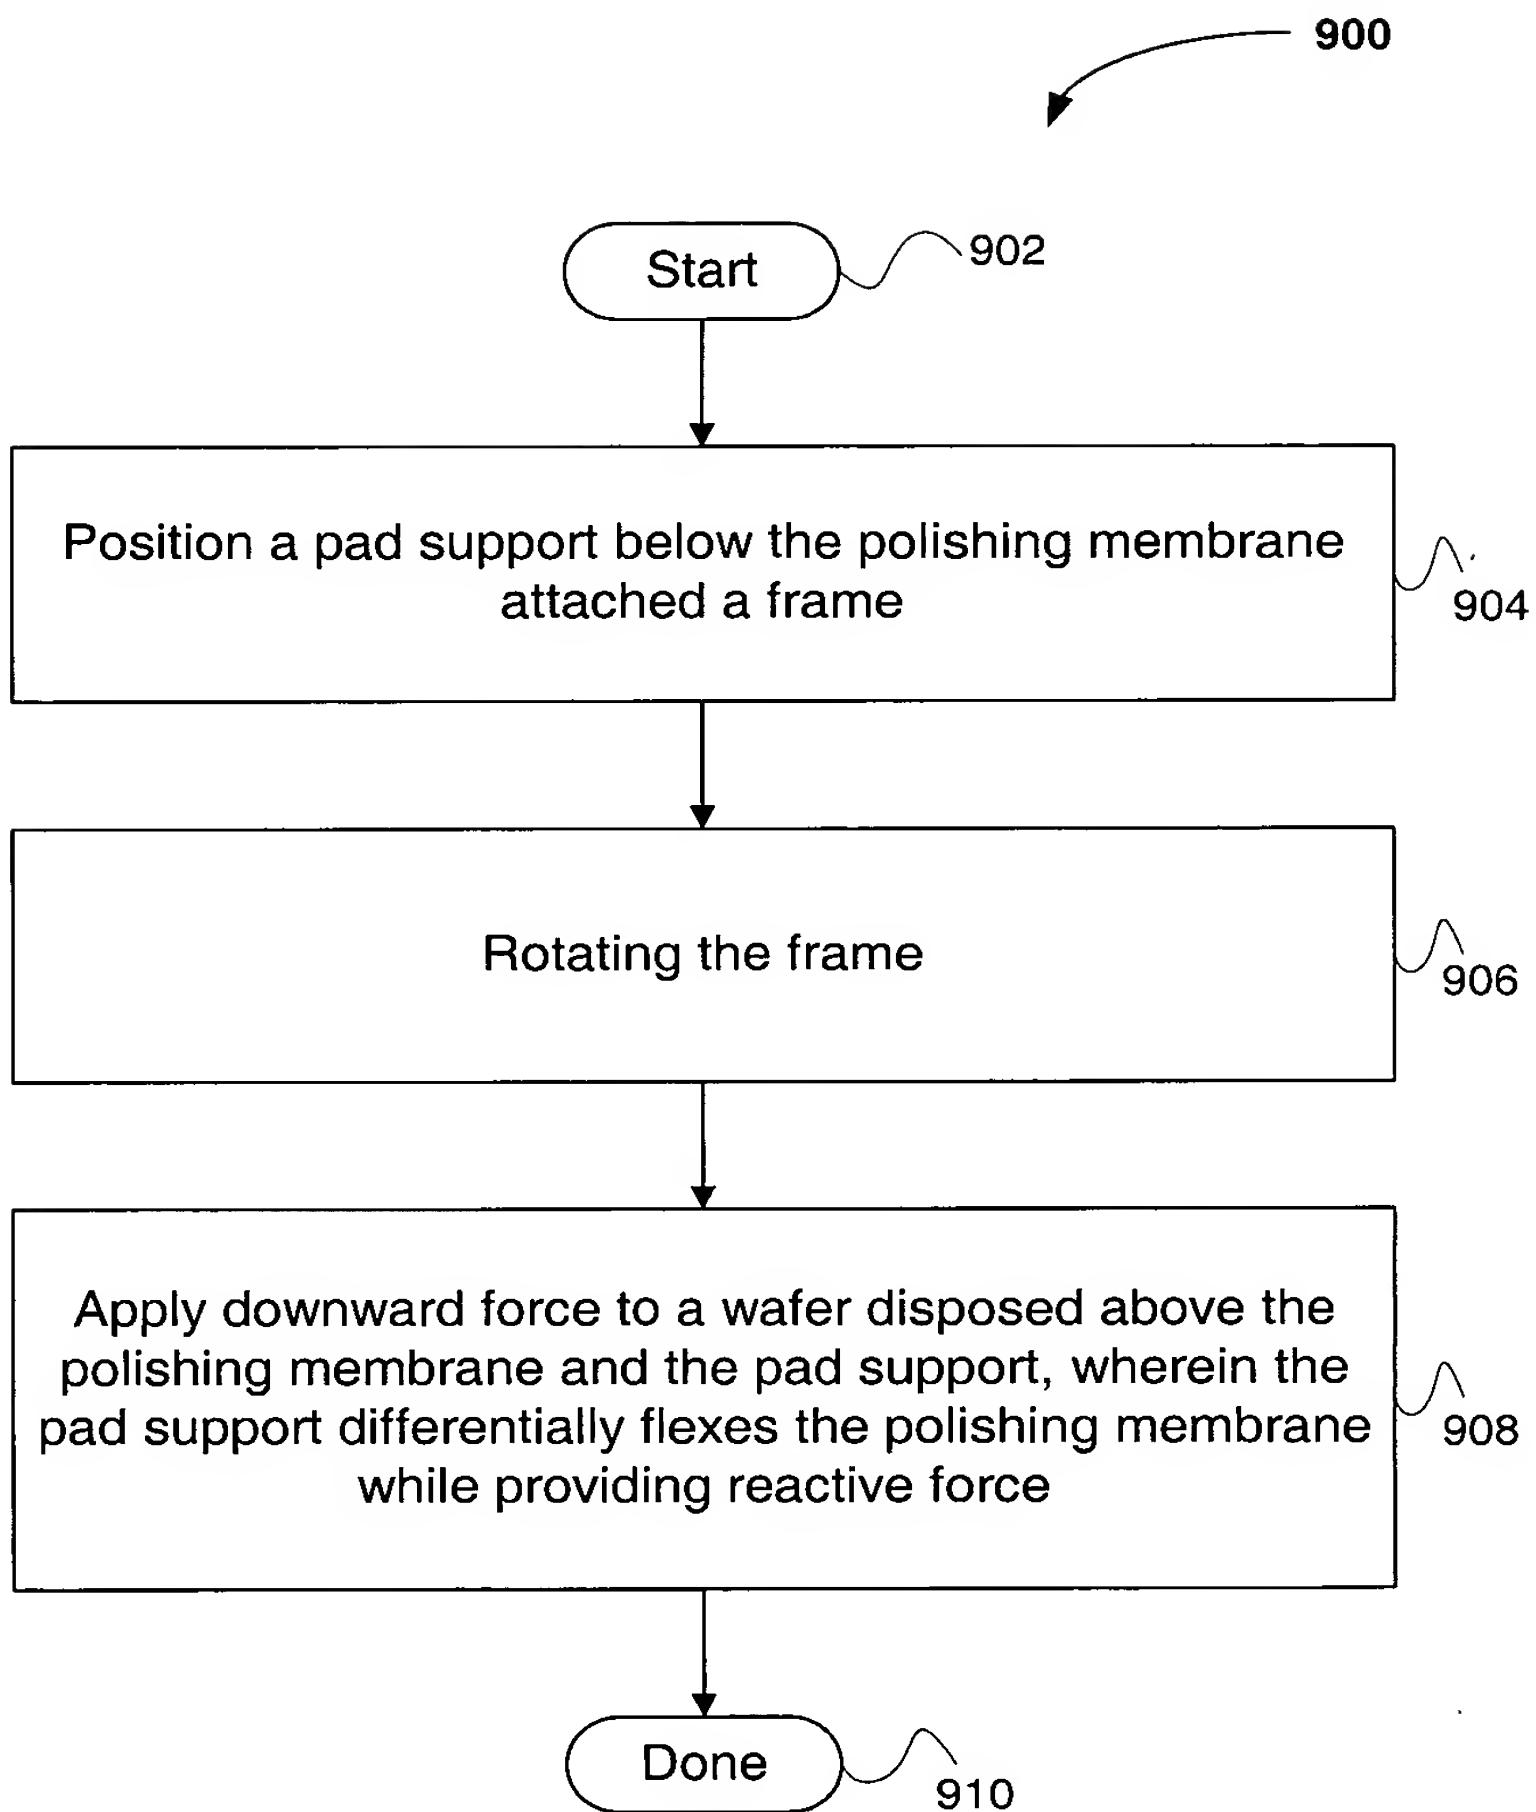 900
Start
902
Position a pad support below the polishing membrane
attached a frame
904
Rotating the frame
906
Apply downward force to a wafer disposed above the
polishing membrane and the pad support, wherein the
pad support differentially flexes the polishing membrane
while providing reactive force
908
Done
910